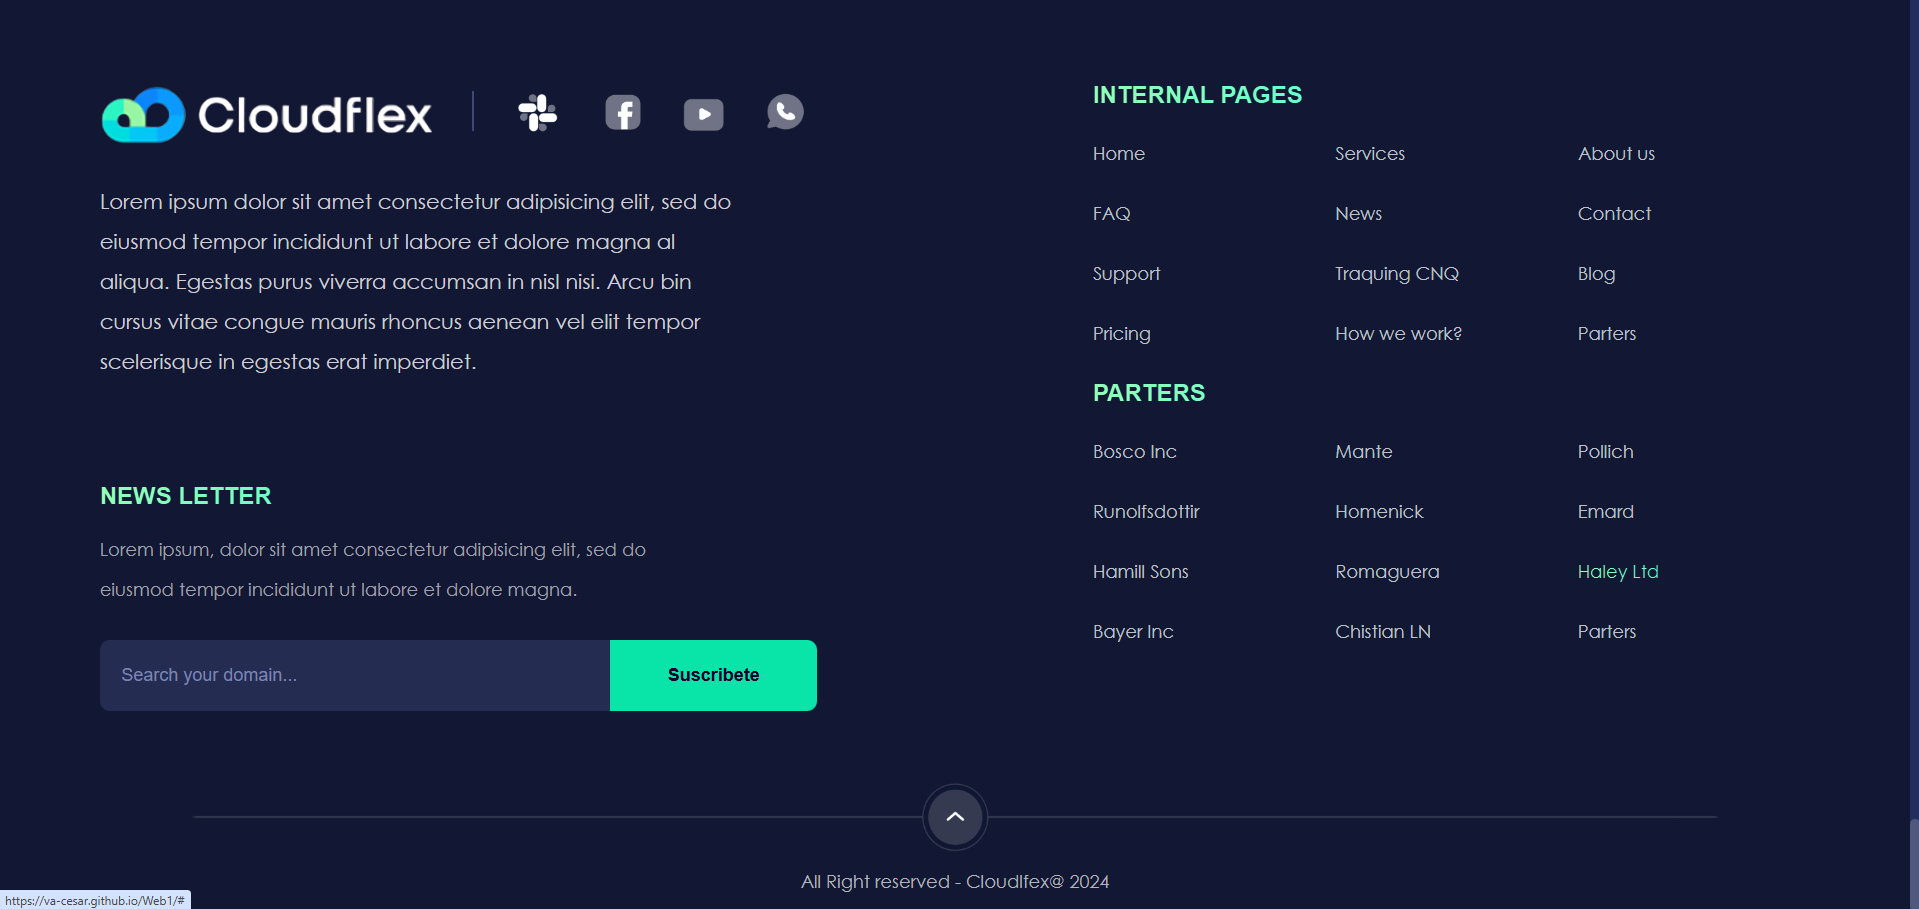 Cloudflex
Lorem ipsum dolor sit amet consectetur adipisicing elit, sed do
eiusmod tempor incididunt ut labore et dolore magna al
aliqua. Egestas purus viverra accumsan in nisl nisi. Arcu bin
cursus vitae congue mauris rhoncus aenean vel elit tempor
scelerisque in egestas erat imperdiet.
NEWS LETTER
Lorem ipsum, dolor sit amet consectetur adipisicing elit, sed do
eiusmod tempor incididunt ut labore et dolore magna.
Search your domain...
Suscribete
INTERNAL PAGES
Home
Services
About us
FAQ
News
Contact
Support
Traquing CNQ
Blog
Pricing
How we work?
Parters
PARTERS
Bosco Inc
Mante
Pollich
Runolfsdottir
Homenick
Emard
Hamill Sons
Romaguera
Haley Ltd
Bayer Inc
Chistian LN
Parters
All Right reserved - Cloudlfex@ 2024
https://va-cesar.github.io/Web1/#